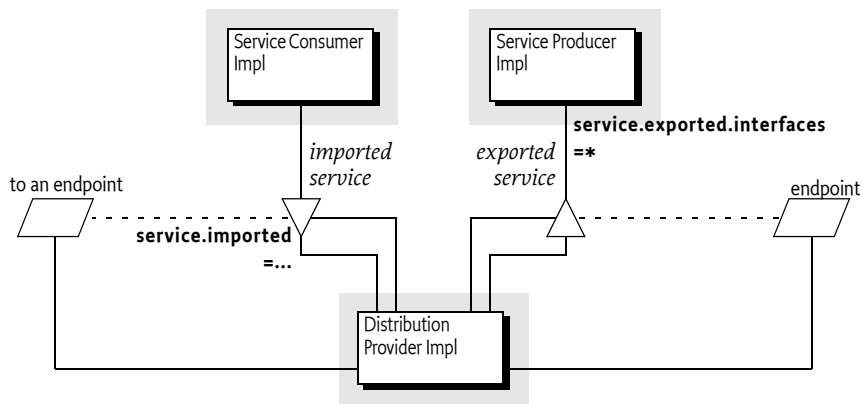 Service Consumer
Impl
Service Producer
Impl
service.exported.interfaces
=*
imported
service
exported
service
to an endpoint
endpoint
service.imported
=...
Distribution
Provider Impl